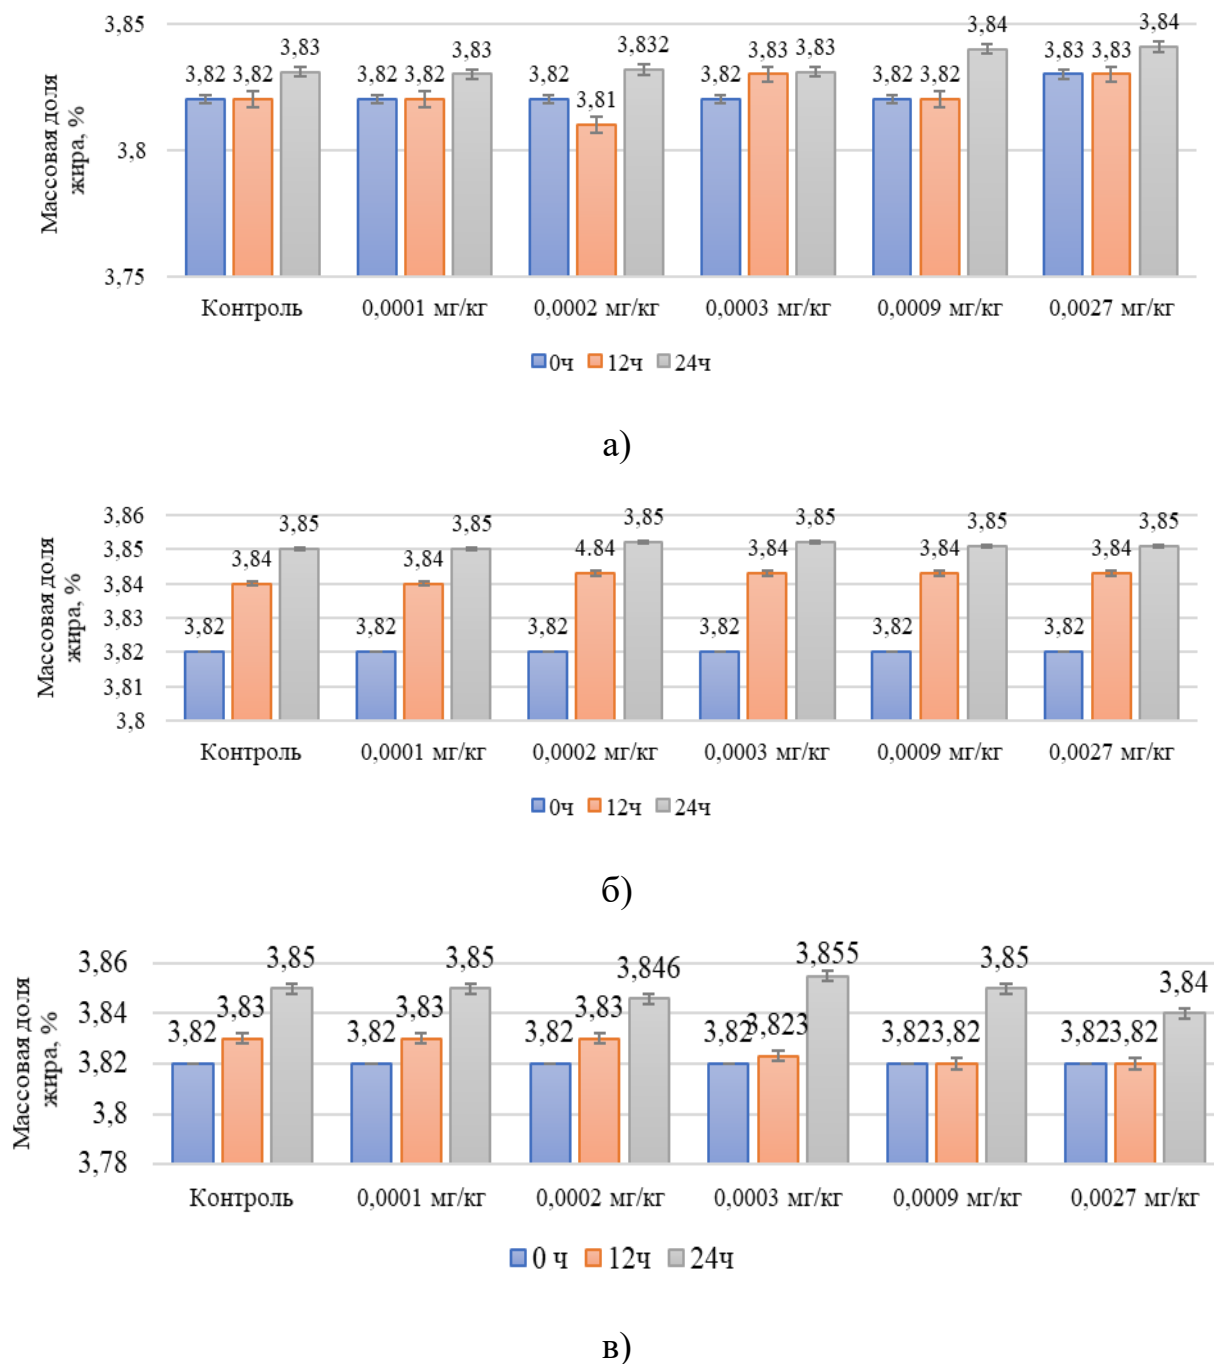 3,85
3,8
3,75
Массовая доля
жира, %
3,82 3,82 3,83 3,82 3,82 3,83 3,82 3,81 3,832 3,82 3,83 3,83 3,82 3,82 3,84 3,83 3,83 3,84
Контроль 0,0001 мг/кг 0,0002 мг/кг 0,0003 мг/кг 0,0009 мг/кг 0,0027 мг/кг
0ч 12ч 24ч
а)
3,86
3,85
3,84
3,83
3,82
3,81
3,8
Массовая доля
жира, %
3,82 3,84 3,85 3,82 3,84 3,85 3,82 4.84 3,85 3,82 3,84 3,85 3,82 3,84 3,85 3,82 3,84 3,85
Контроль 0,0001 мг/кг 0,0002 мг/кг 0,0003 мг/кг 0,0009 мг/кг 0,0027 мг/кг
0ч 12ч 24ч
б)
3,86
3,84
3,82
3,8
3,78
Массовая доля
жира, %
3,82 3,83 3,85 3,82 3,83 3,85 3,82 3,83 3,846 3,82 3,823 3,855 3,82 3,82 3,85 3,82 3,82 3,84
Контроль 0,0001 мг/кг 0,0002 мг/кг 0,0003 мг/кг 0,0009 мг/кг 0,0027 мг/кг
0 ч 12ч 24ч
в)